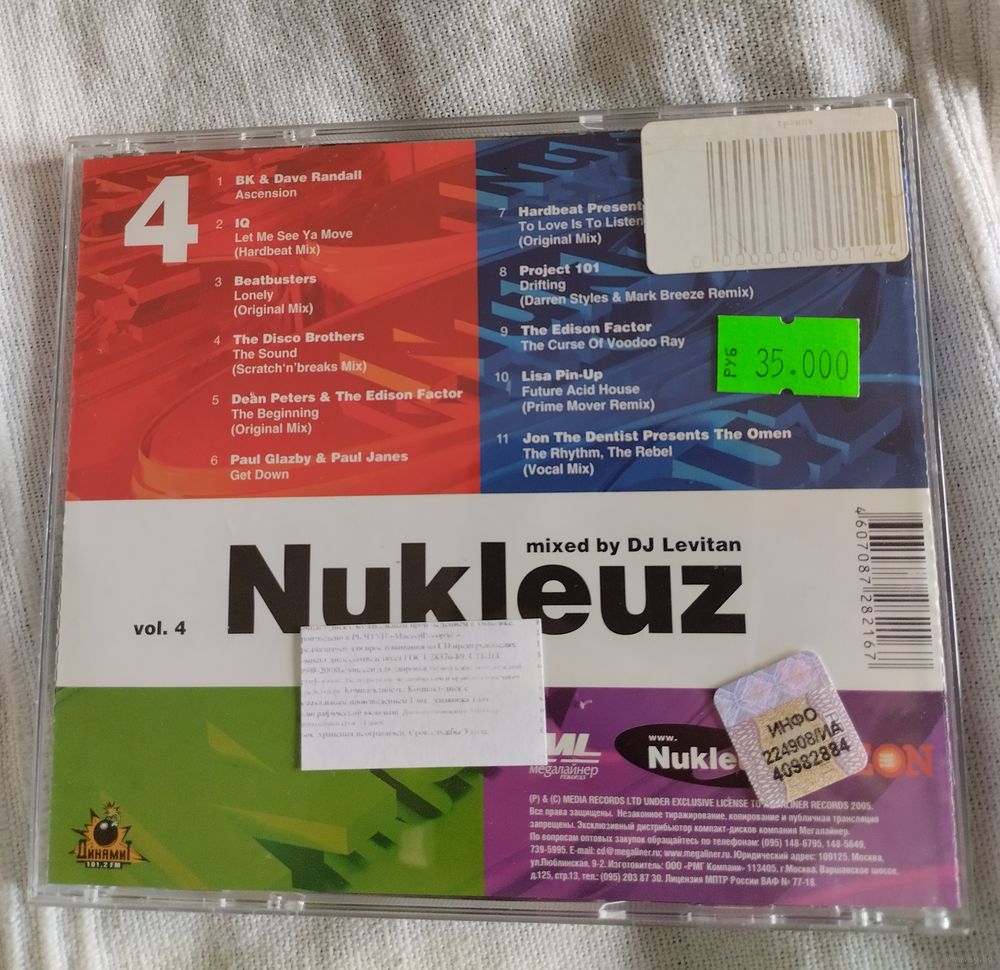 4
1 BK & Dave Randall
Ascension
2 IQ
Let Me See Ya Move
(Hardbeat Mix)
3 Beatbusters
Lonely
(Original Mix)
4 The Disco Brothers
The Sound
(Scratch'n'breaks Mix)
5 Dean Peters & The Edison Factor
The Beginning
(Original Mix)
6 Paul Glazby & Paul Janes
Get Down
7 Hardbeat Present
To Love Is To Listen
(Original Mix)
8 Project 101
Drifting
(Darren Styles & Mark Breeze Remix)
9 The Edison Factor
The Curse Of Voodoo Ray
10 Lisa Pin-Up
Future Acid House
(Prime Mover Remix)
11 Jon The Dentist Presents The Omen
The Rhythm, The Rebel
(Vocal Mix)
0 000000 001144
РУБ 35.000
mixed by DJ Levitan
Nukleuz
vol. 4
4607087282167
ИНФО
224908/ИА
40982884
ML
мегалайнер
RECORDS
www.
Nukle
ON
Динамит
101.2 FM
(P) & (C) MEDIA RECORDS LTD UNDER EXCLUSIVE LICENSE TO RECORDS 2005.
Все права защищены. Незаконное тиражирование, копирование и публичная трансляция
запрещены. Эксклюзивный дистрибьютор компакт-дисков компания Мегалайнер.
По вопросам оптовых закупок обращайтесь по телефонам: (095) 148-6795, 148-5649,
739-5995. E-mail: cd@megaliner.ru; www.megaliner.ru. Юридический адрес: 109125, Москва,
ул.Люблинская, 9-2. Изготовитель: ООО «РМГ Компани» 113405, г.Москва, Варшавское шоссе,
д.125, стр.13, тел.: (095) 203 87 30. Лицензия МПТР России ВАФ № 77-18.